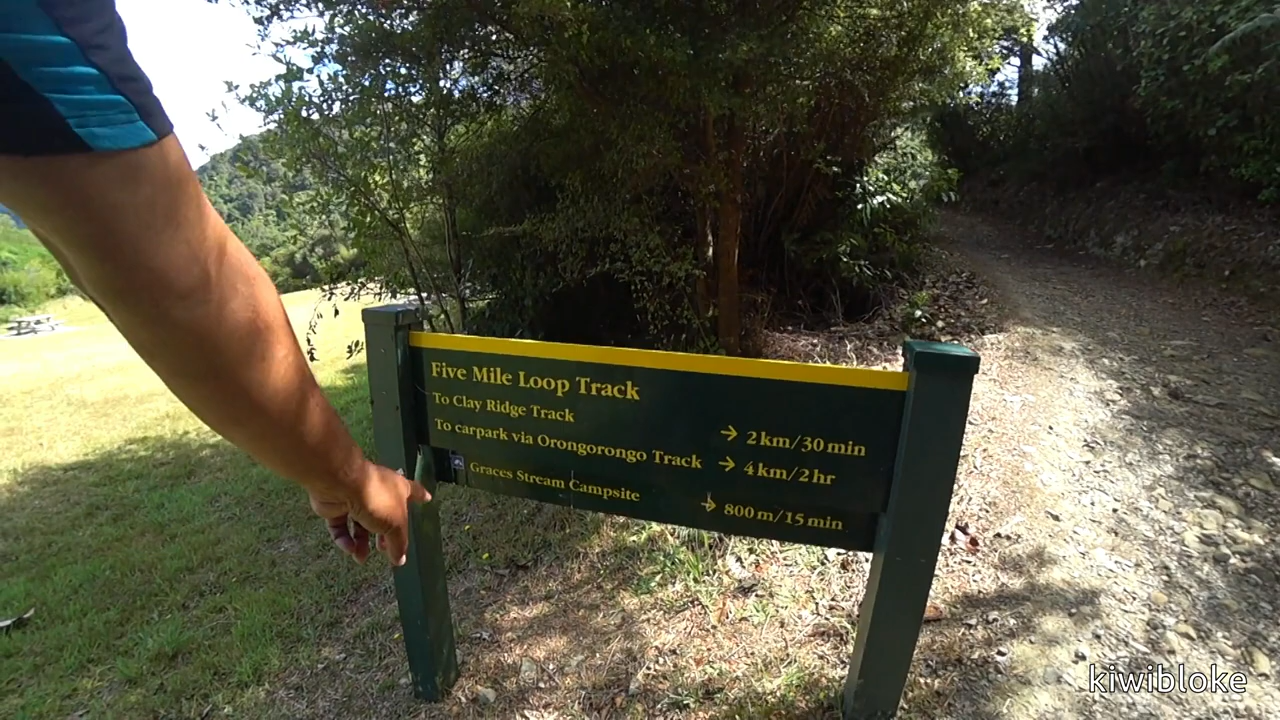 Five Mile Loop Track
To Clay Ridge Track → 2km/30min
To carpark via Orongorongo Track → 4km/2hr
Graces Stream Campsite → 800m/15min
kiwibloke